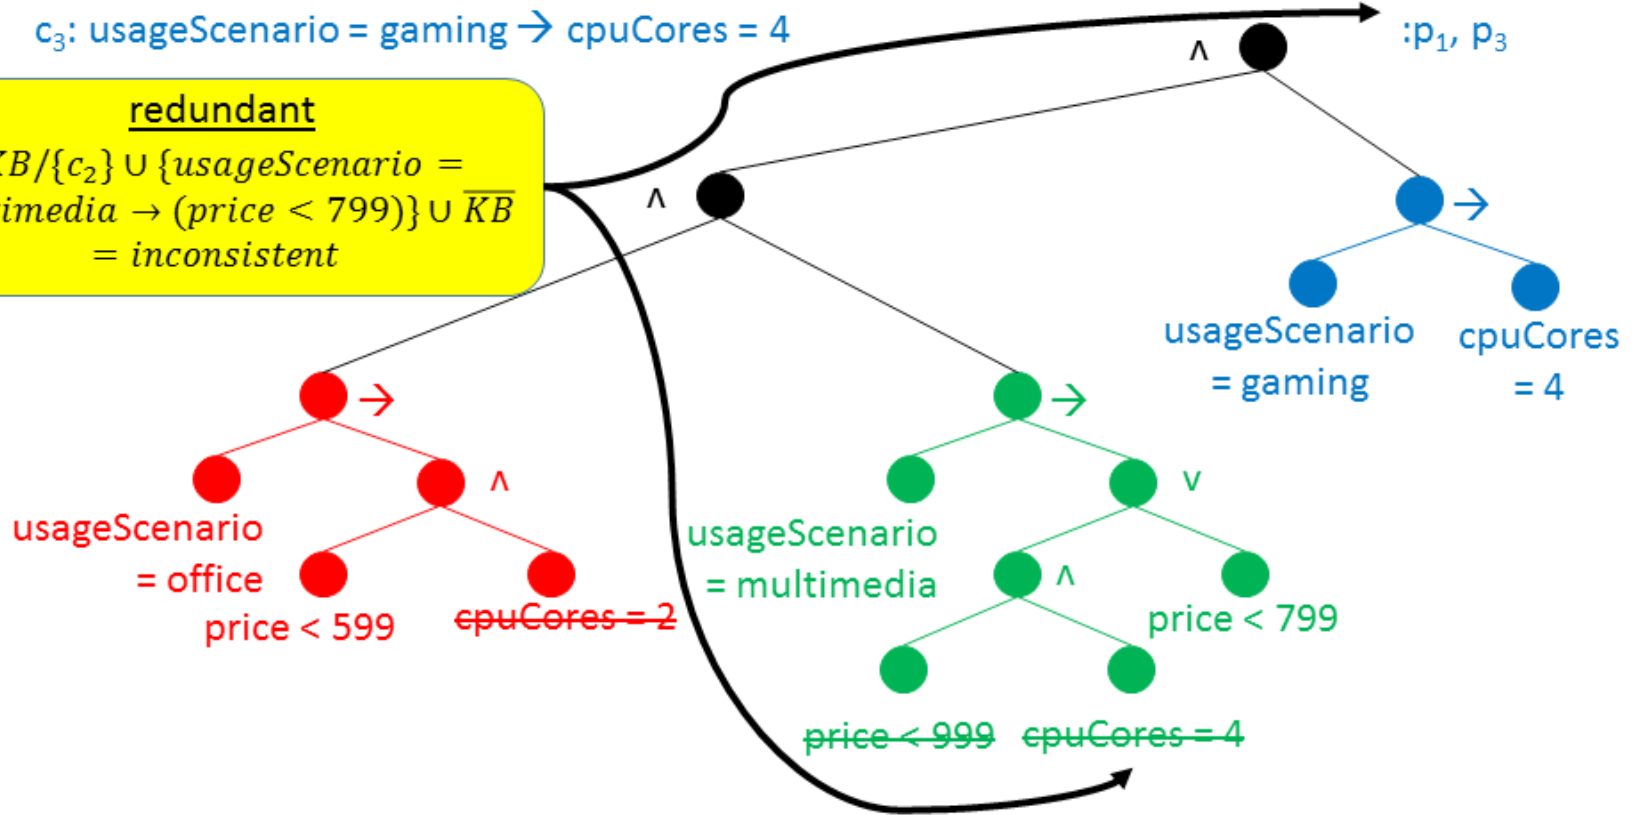 c₃: usageScenario = gaming → cpuCores = 4
:p₁, p₃
∧
redundant
KB/{c₂} ∪ {usageScenario =
imedia → (price < 799)} ∪ K̅B̅
= inconsistent
∧
→
usageScenario
= gaming
cpuCores
= 4
→
∧
usageScenario
= office
price < 599
cpuCores = 2
→
∨
usageScenario
= multimedia
∧
price < 799
price < 999
cpuCores = 4